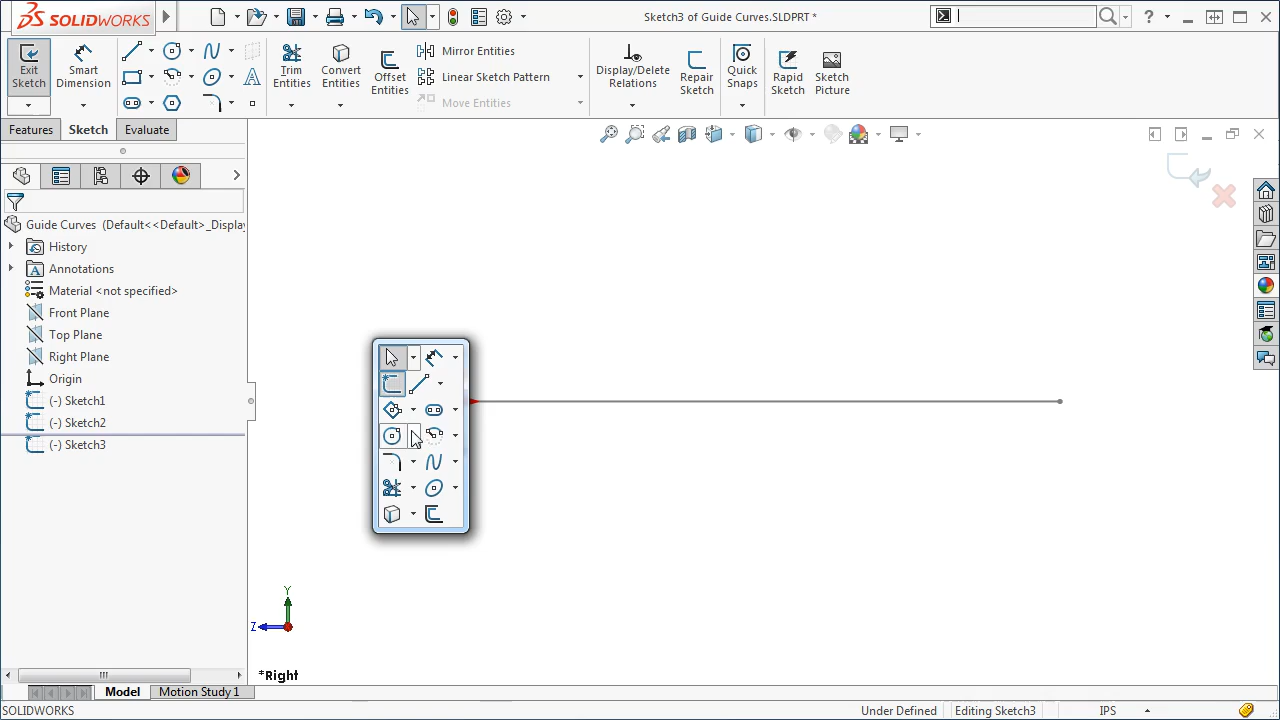 SOLIDWORKS
Sketch3 of Guide Curves.SLDPRT *
Exit Sketch
Smart Dimension
Trim Entities
Convert Entities
Offset Entities
Mirror Entities
Linear Sketch Pattern
Move Entities
Display/Delete Relations
Repair Sketch
Quick Snaps
Rapid Sketch
Sketch Picture
Features
Sketch
Evaluate
Guide Curves (Default<<Default>_Display
History
Annotations
Material <not specified>
Front Plane
Top Plane
Right Plane
Origin
(-) Sketch1
(-) Sketch2
(-) Sketch3
Y
Z
*Right
Model
Motion Study 1
SOLIDWORKS
Under Defined
Editing Sketch3
IPS